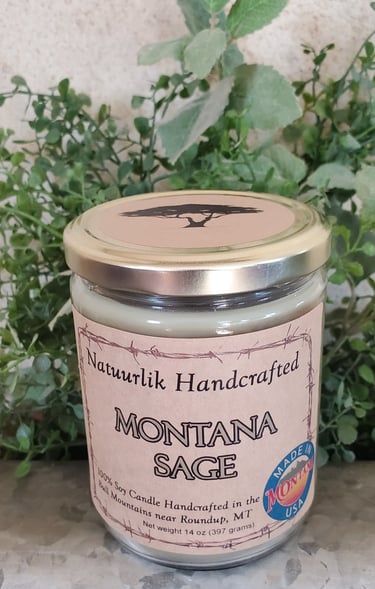 Natuurlik Handcrafted
MONTANA
SAGE
100% Soy Candle Handcrafted in the
Bull Mountains near Roundup, MT
Net weight 14 oz (397 grams)
MADE IN
MONTANA
USA